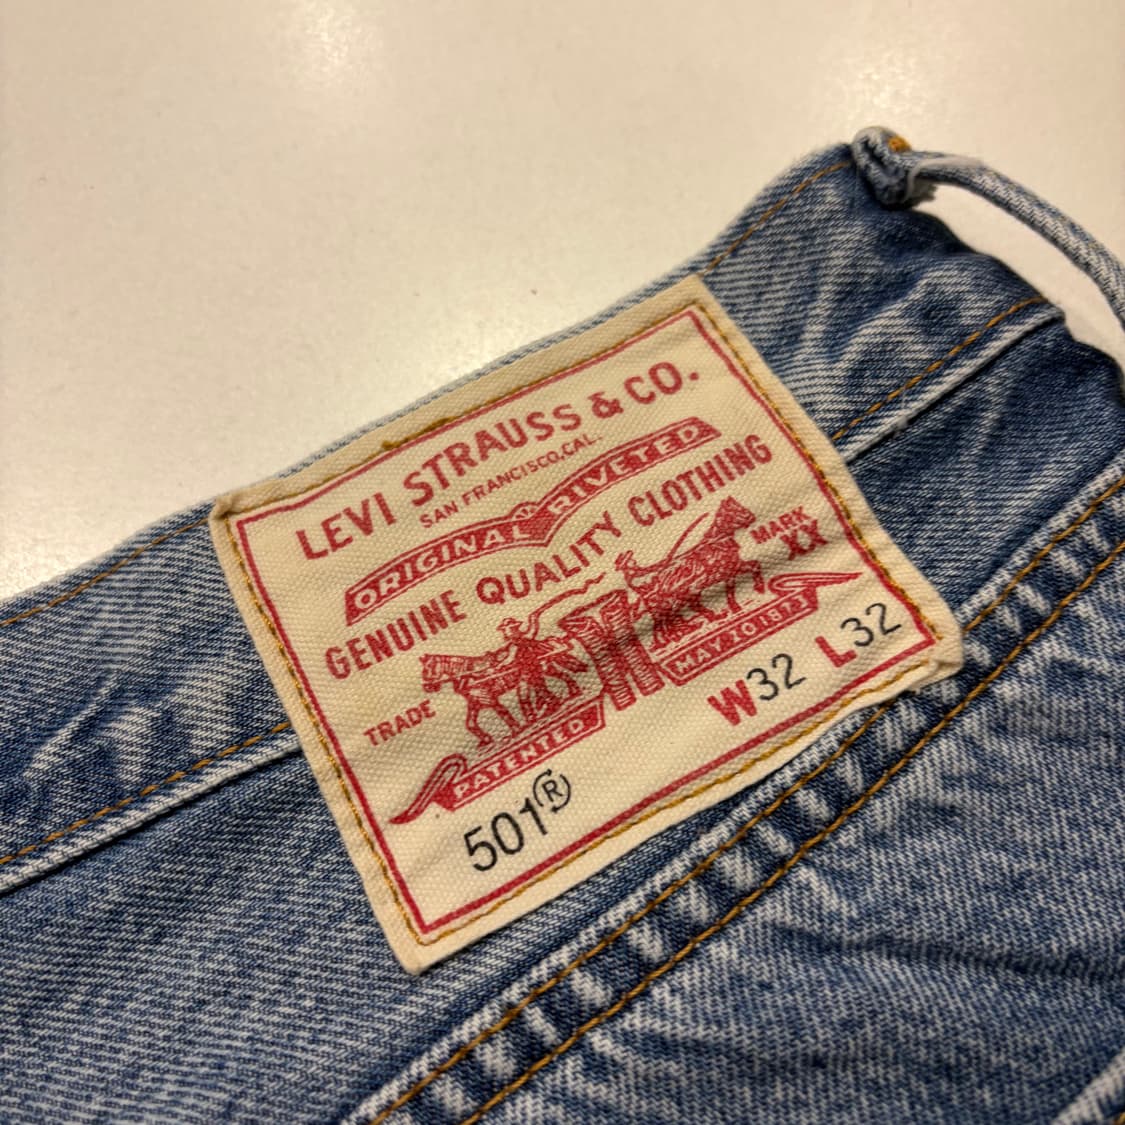 LEVI STRAUSS & CO.
SAN FRANCISCO, CAL.
ORIGINAL RIVETED
GENUINE QUALITY CLOTHING
TRADE MARK
XX
PATENTED MAY 20 1873
501® W32 L32